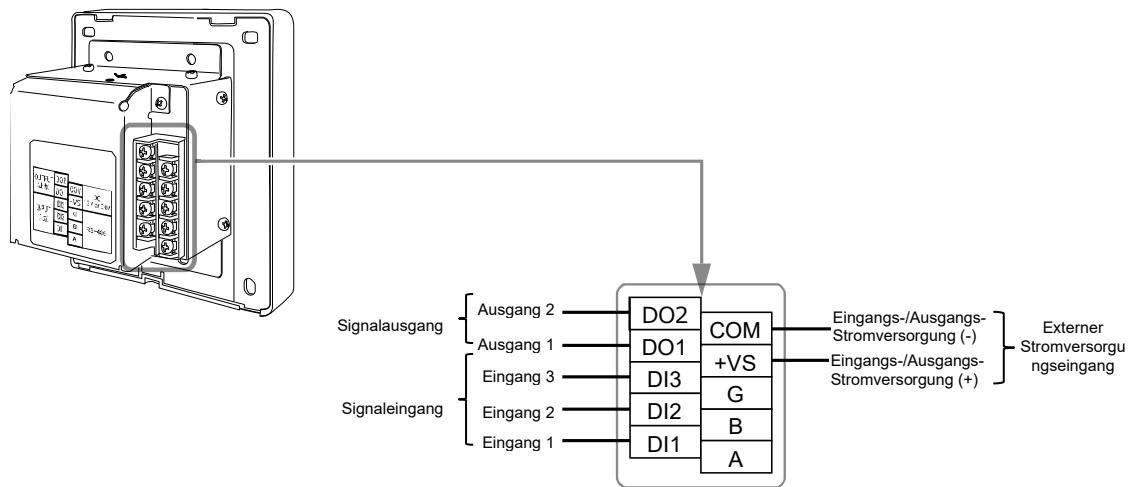 Signalausgang
Ausgang 2
Ausgang 1
Signaleingang
Eingang 3
Eingang 2
Eingang 1
DO2
DO1
DI3
DI2
DI1
COM
+VS
G
B
A
Eingangs-/Ausgangs-
Stromversorgung (-)
Eingangs-/Ausgangs-
Stromversorgung (+)
Externer
Stromversorgu
ngseingang